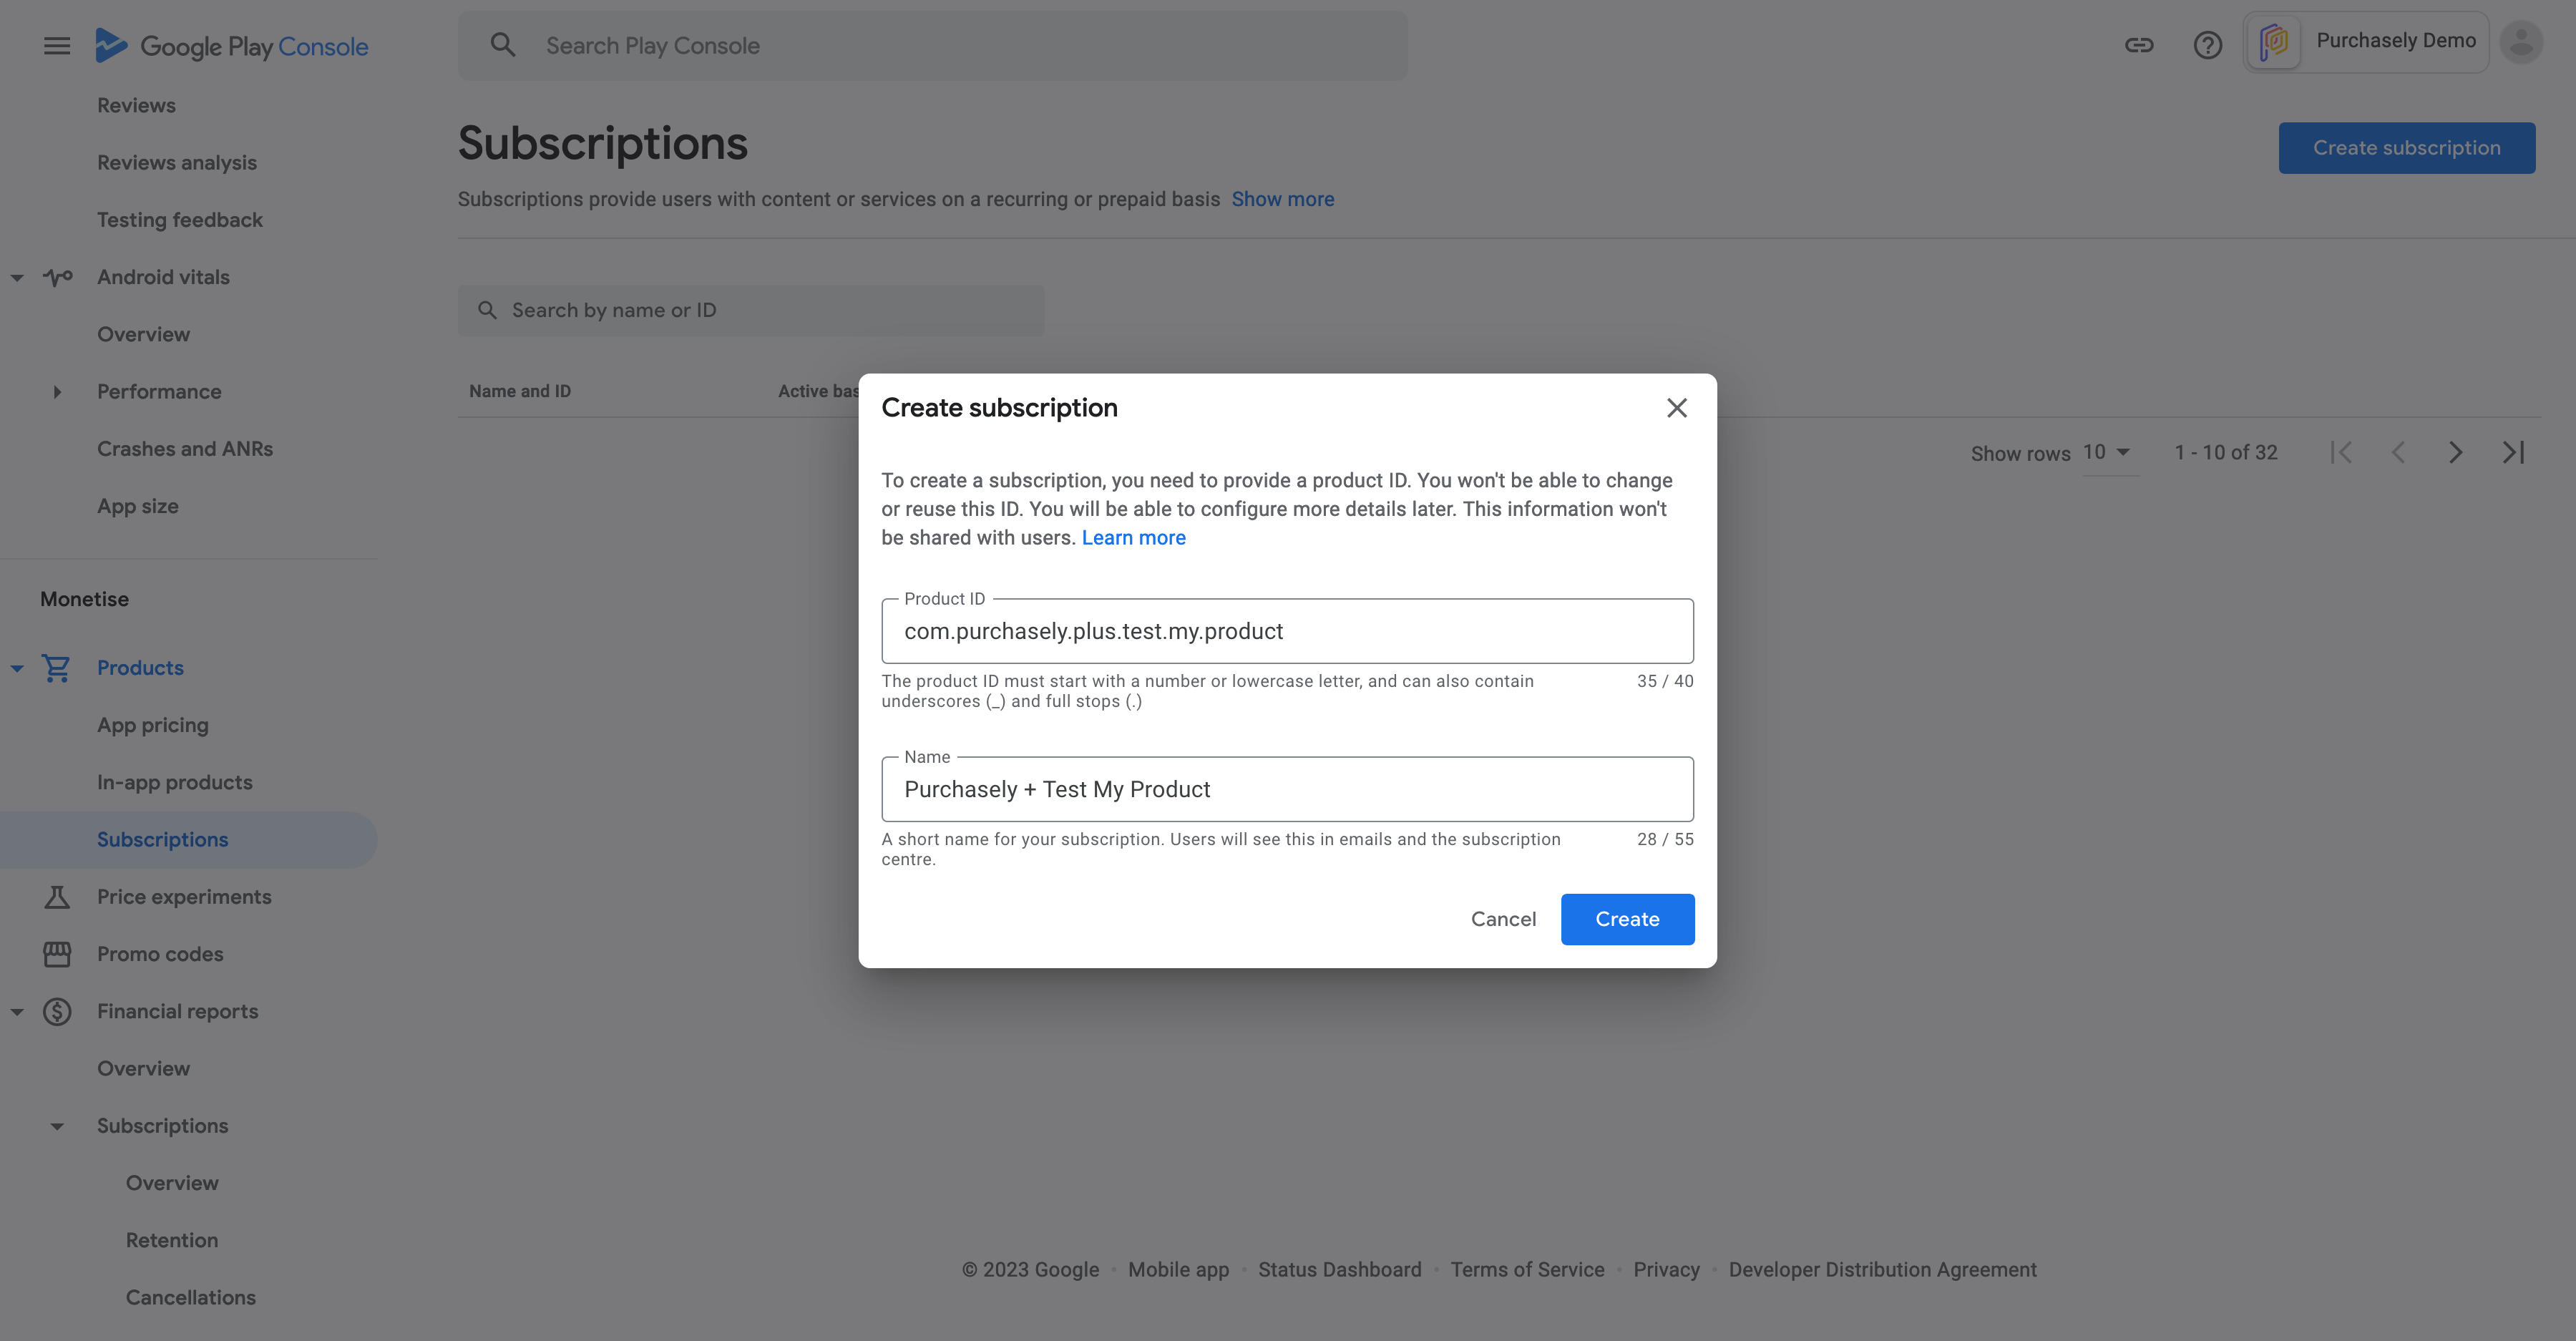 Google Play Console
Search Play Console
Purchasely Demo
Reviews
Reviews analysis
Testing feedback
Android vitals
Overview
Performance
Crashes and ANRs
App size
Monetise
Products
App pricing
In-app products
Subscriptions
Price experiments
Promo codes
Financial reports
Overview
Subscriptions
Overview
Retention
Cancellations
Subscriptions
Create subscription
Subscriptions provide users with content or services on a recurring or prepaid basis Show more
Search by name or ID
Name and ID
Active bas
Show rows 10 1 - 10 of 32
Create subscription
To create a subscription, you need to provide a product ID. You won't be able to change
or reuse this ID. You will be able to configure more details later. This information won't
be shared with users. Learn more
Product ID
com.purchasely.plus.test.my.product
The product ID must start with a number or lowercase letter, and can also contain 35 / 40
underscores (_) and full stops (.)
Name
Purchasely + Test My Product
A short name for your subscription. Users will see this in emails and the subscription 28 / 55
centre.
Cancel
Create
© 2023 Google · Mobile app · Status Dashboard · Terms of Service · Privacy · Developer Distribution Agreement